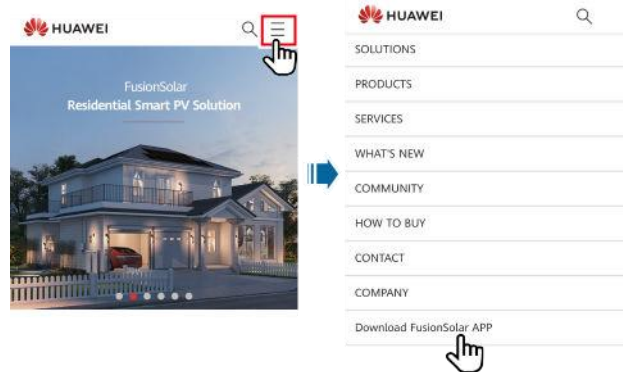 HUAWEI
FusionSolar
Residential Smart PV Solution
HUAWEI
SOLUTIONS
PRODUCTS
SERVICES
WHAT'S NEW
COMMUNITY
HOW TO BUY
CONTACT
COMPANY
Download FusionSolar APP